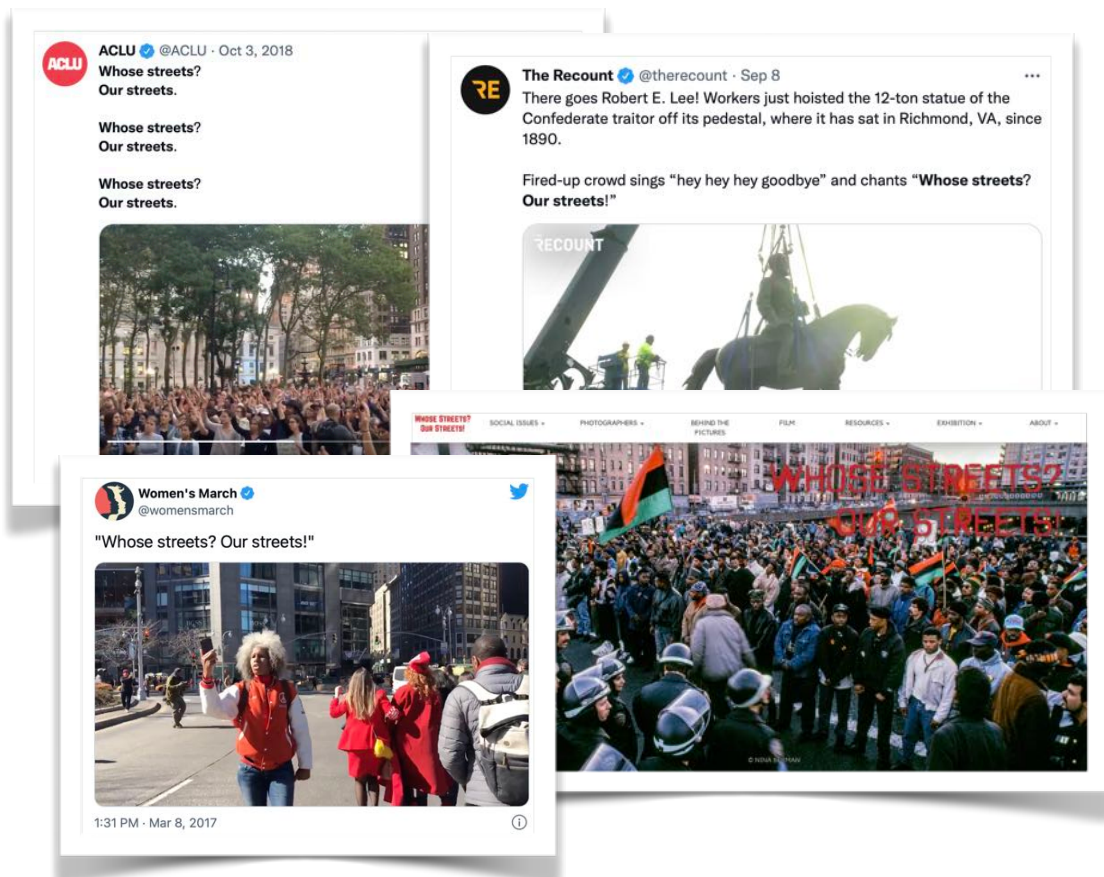 ACLU
ACLU @ACLU · Oct 3, 2018
Whose streets?
Our streets.
Whose streets?
Our streets.
Whose streets?
Our streets.
RE
The Recount @therecount · Sep 8
There goes Robert E. Lee! Workers just hoisted the 12-ton statue of the
Confederate traitor off its pedestal, where it has sat in Richmond, VA, since
1890.
Fired-up crowd sings “hey hey hey goodbye” and chants “Whose streets?
Our streets!”
RECOUNT
WHOSE STREETS?
OUR STREETS!
SOCIAL ISSUES
PHOTOGRAPHERS
BEHIND THE
PICTURES
FILM
RESOURCES
EXHIBITION
ABOUT
WHOSE STREETS?
OUR STREETS!
© NINA BERMAN
Women's March
@womensmarch
"Whose streets? Our streets!"
1:31 PM · Mar 8, 2017